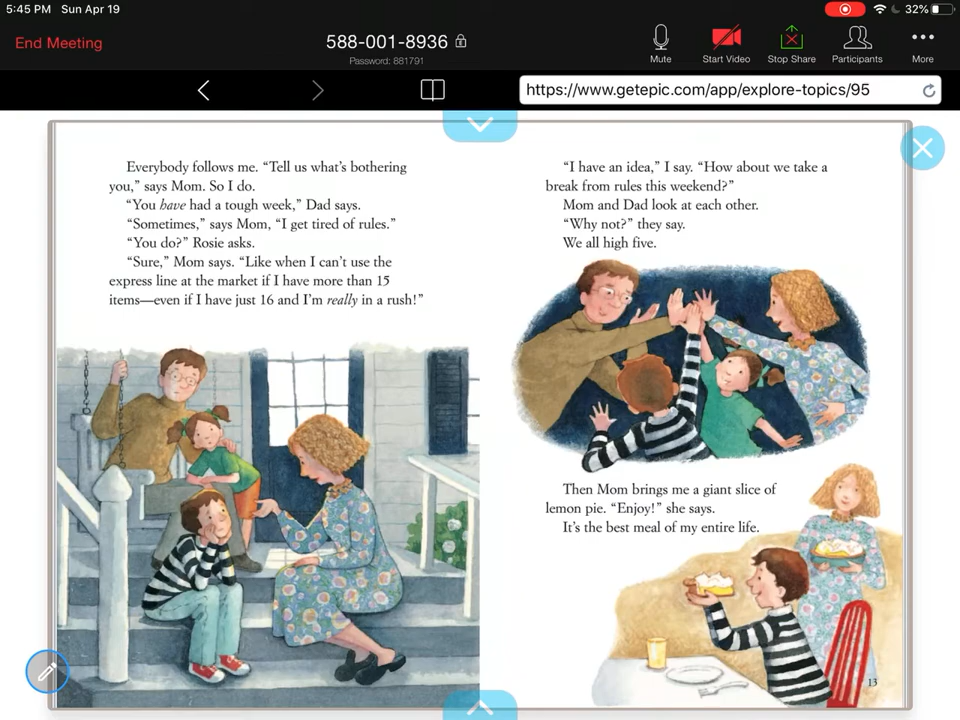 5:45 PM Sun Apr 19
32%
End Meeting
588-001-8936
Password: 881791
Mute
Start Video
Stop Share
Participants
More
https://www.getepic.com/app/explore-topics/95
Everybody follows me. “Tell us what’s bothering
you,” says Mom. So I do.
“You have had a tough week,” Dad says.
“Sometimes,” says Mom, “I get tired of rules.”
“You do?” Rosie asks.
“Sure,” Mom says. “Like when I can’t use the
express line at the market if I have more than 15
items—even if I have just 16 and I’m really in a rush!”
“I have an idea,” I say. “How about we take a
break from rules this weekend?”
Mom and Dad look at each other.
“Why not?” they say.
We all high five.
Then Mom brings me a giant slice of
lemon pie. “Enjoy!” she says.
It’s the best meal of my entire life.
13